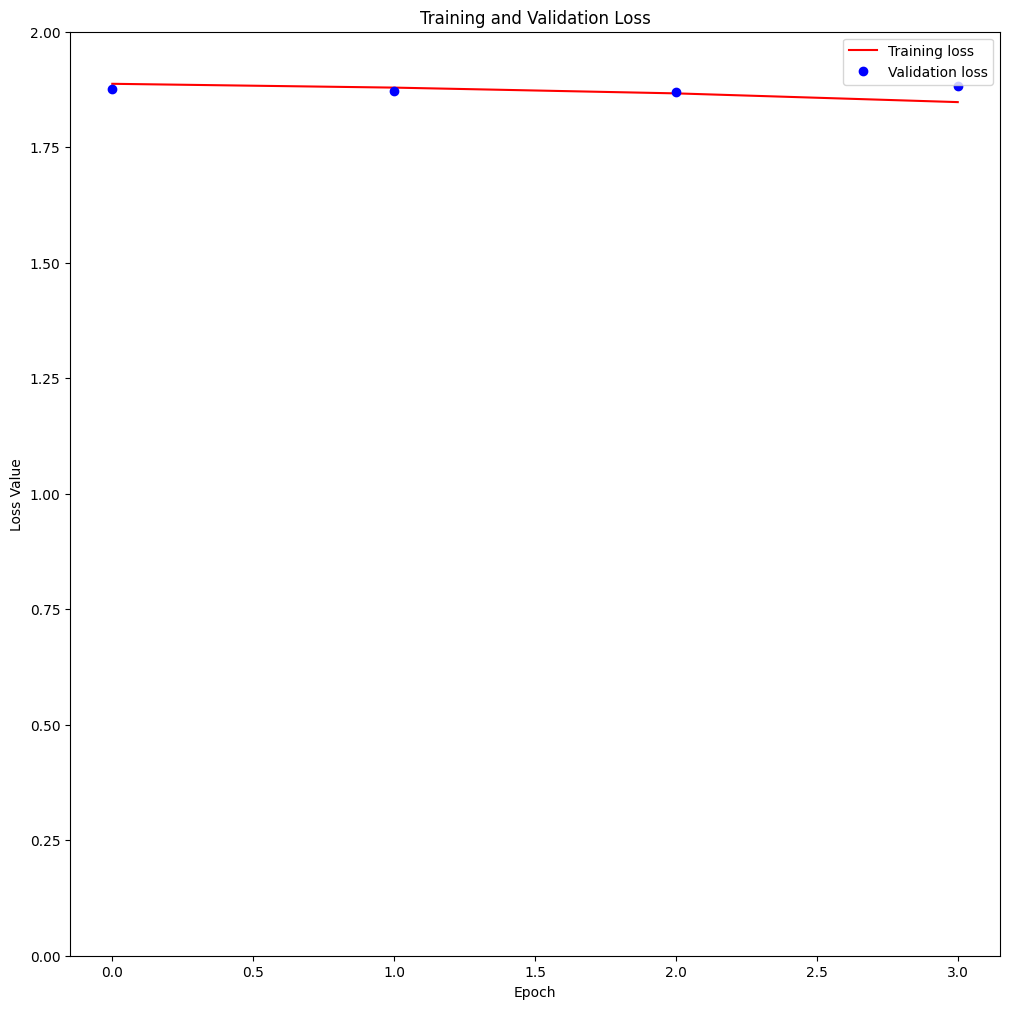 Training and Validation Loss
Training loss
Validation loss
2.00
1.75
1.50
1.25
1.00
0.75
0.50
0.25
0.00
Loss Value
0.0 0.5 1.0 1.5 2.0 2.5 3.0
Epoch